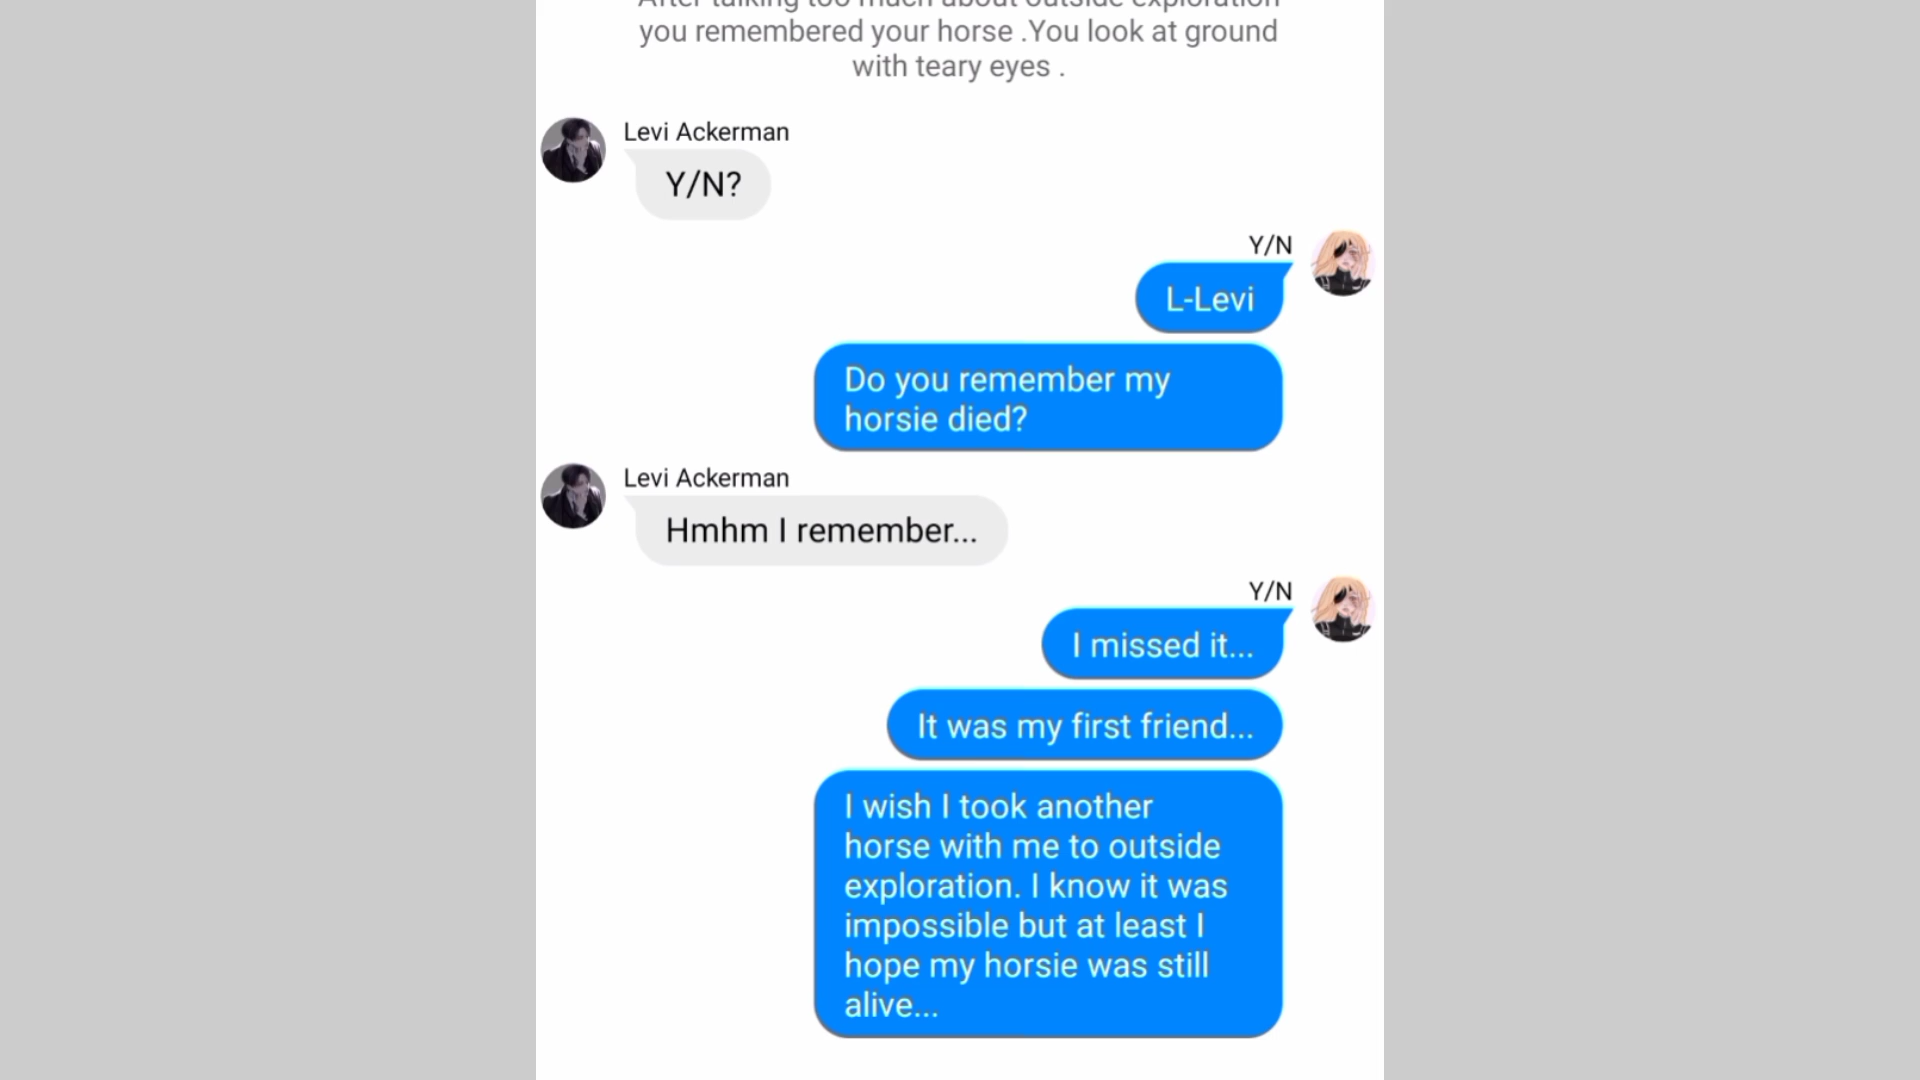 After talking too much about outside exploration
you remembered your horse .You look at ground
with teary eyes .
Levi Ackerman
Y/N?
Y/N
L-Levi
Do you remember my
horsie died?
Levi Ackerman
Hmhm I remember...
Y/N
I missed it...
It was my first friend...
I wish I took another
horse with me to outside
exploration. I know it was
impossible but at least I
hope my horsie was still
alive...